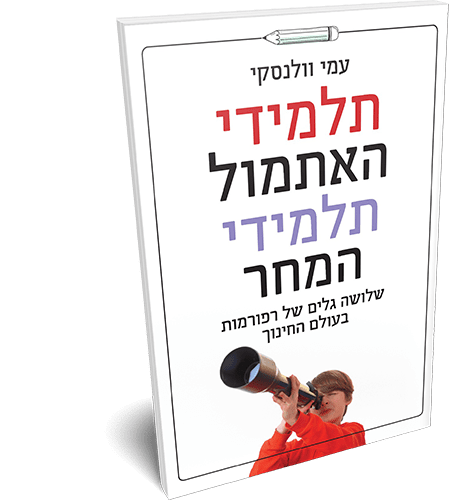 עמי וולנסקי
תלמידי
האתמול
תלמידי
המחר
שלושה גלים של רפורמות
בעולם החינוך